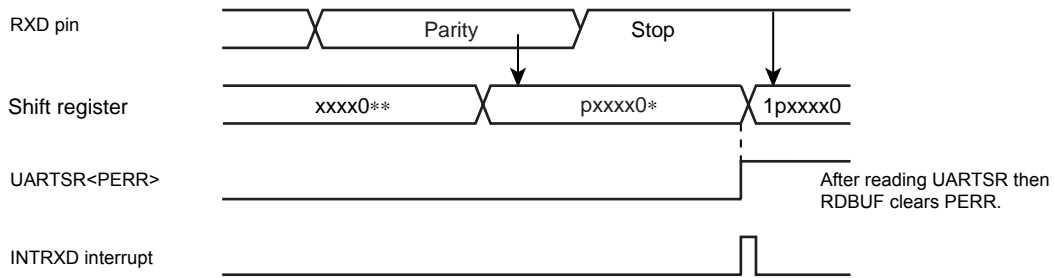 RXD pin
Parity
Stop
Shift register
xxxx0**
pxxxx0*
1pxxxx0
UARTSR<PERR>
After reading UARTSR then
RDBUF clears PERR.
INTRXD interrupt